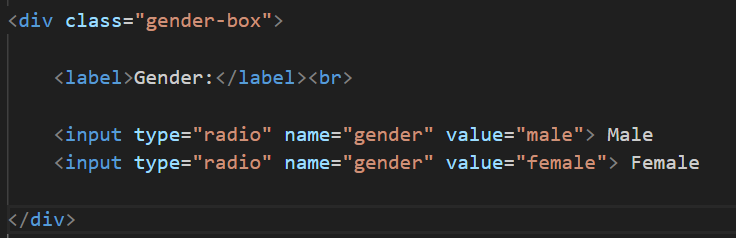 <div class="gender-box">
<label>Gender:</label><br>
<input type="radio" name="gender" value="male"> Male
<input type="radio" name="gender" value="female"> Female
</div>